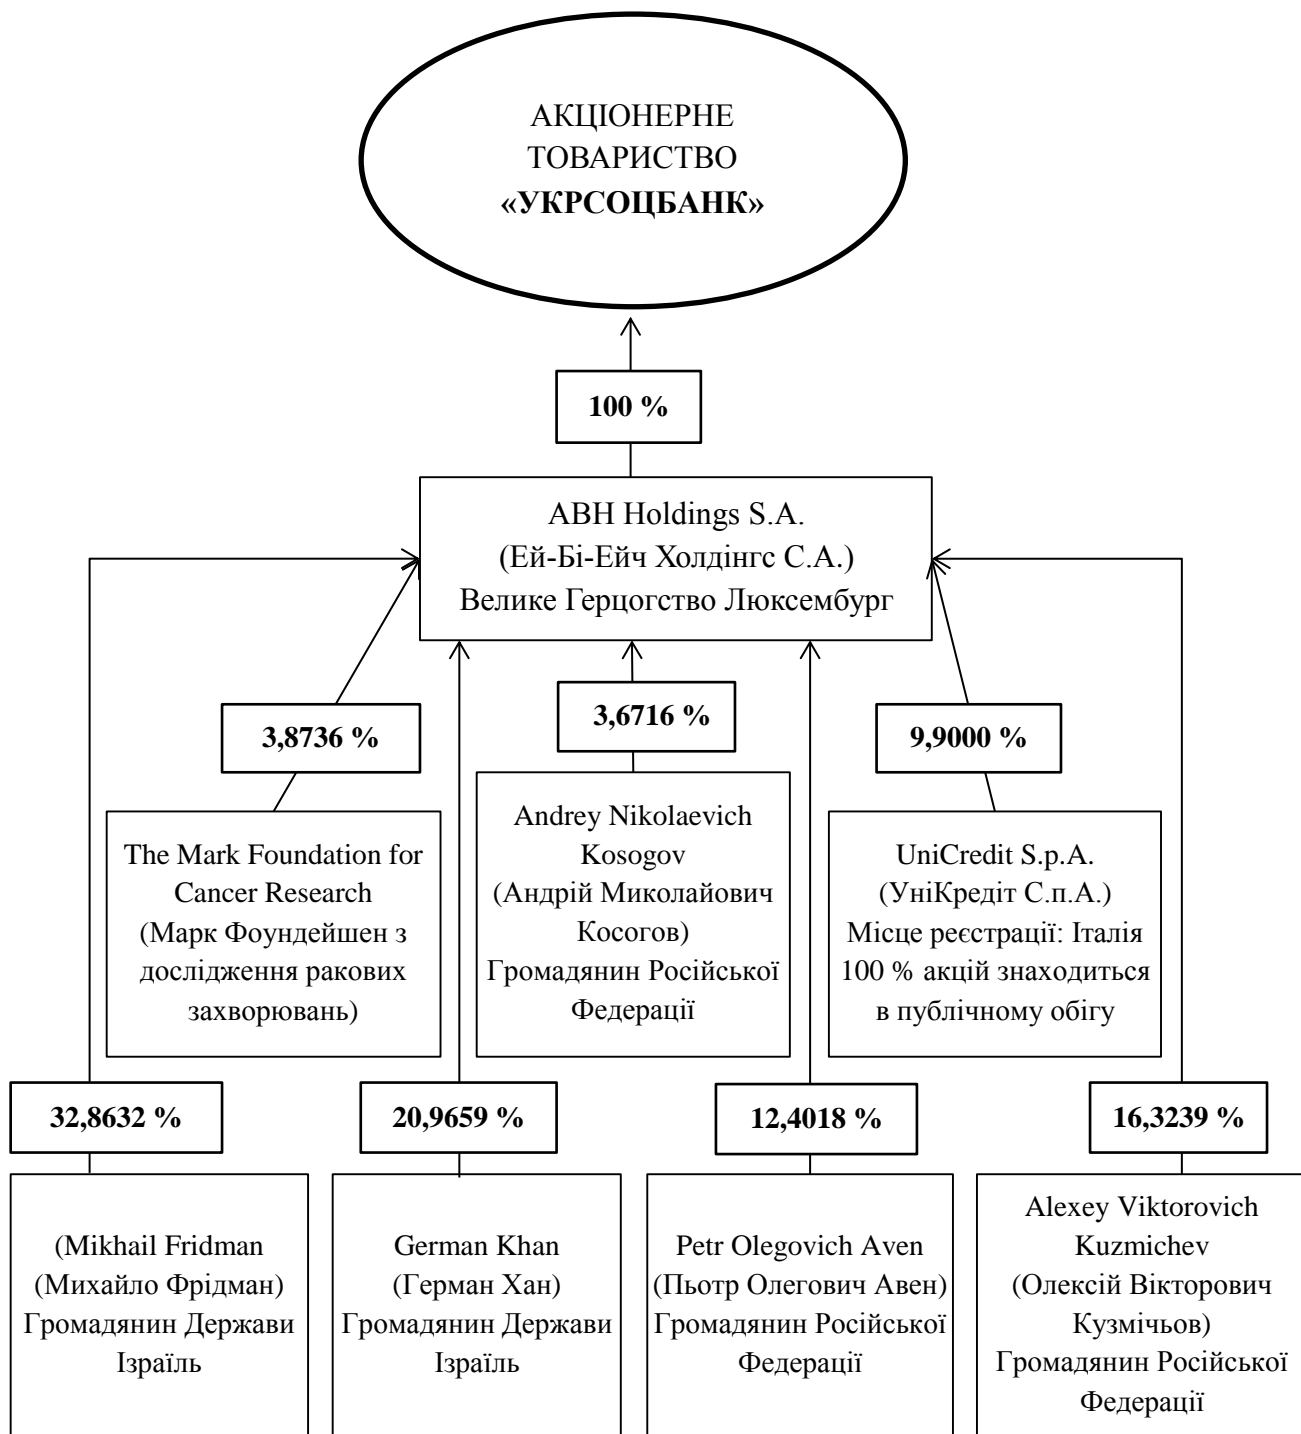 АКЦІОНЕРНЕ
ТОВАРИСТВО
«УКРСОЦБАНК»
100 %
ABH Holdings S.A.
(Ей-Бі-Ейч Холдінгс С.А.)
Велике Герцогство Люксембург
3,8736 %
3,6716 %
9,9000 %
The Mark Foundation for
Cancer Research
(Марк Фоундейшен з
дослідження ракових
захворювань)
Andrey Nikolaevich
Kosogov
(Андрій Миколайович
Косогов)
Громадянин Російської
Федерації
UniCredit S.p.A.
(УніКредіт С.п.А.)
Місце реєстрації: Італія
100 % акцій знаходиться
в публічному обігу
32,8632 %
20,9659 %
12,4018 %
16,3239 %
(Mikhail Fridman
(Михайло Фрідман)
Громадянин Держави
Ізраїль
German Khan
(Герман Хан)
Громадянин Держави
Ізраїль
Petr Olegovich Aven
(Пьотр Олегович Авен)
Громадянин Російської
Федерації
Alexey Viktorovich
Kuzmichev
(Олексій Вікторович
Кузмічьов)
Громадянин Російської
Федерації